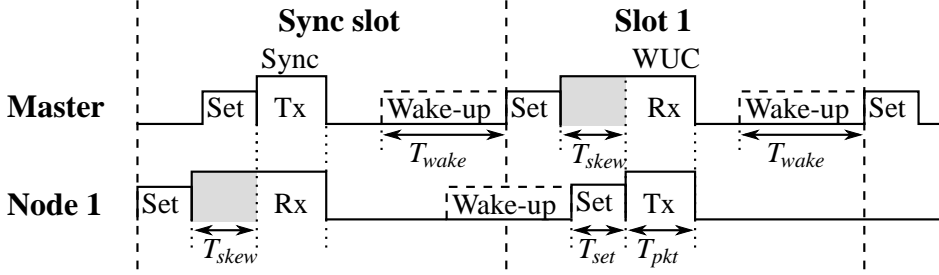 Sync slot Slot 1
Sync WUC
Master Set Tx Wake-up Set Rx Wake-up Set
T_wake T_skew T_wake
Node 1 Set Rx Wake-up Set Tx
T_skew T_set T_pkt